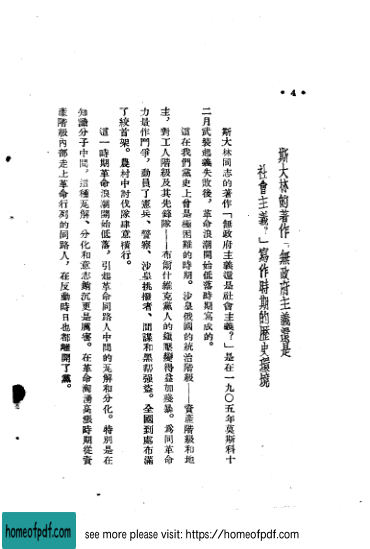 •4•
斯大林的著作「無政府主義還是
社會主義？」寫作時期的歷史環境
斯大林同志的著作「無政府主義還是社會主義？」是在一九〇五年莫斯科十
二月武裝起義失敗後，革命浪潮開始低落時期寫成的。
這在我們黨史上曾是極困難的時期。沙皇俄國的統治階級——資產階級和地
主，對工人階級及其先鋒隊——布爾什維克黨人的鎮壓變得益加殘暴。爲同革命
力量作鬥爭，動員了憲兵、警察、沙皇挑撥者、間諜和黑幫强盜。全國到處布滿
了絞首架。農村中討伐隊肆意橫行。
這一時期革命浪潮開始低落，引起革命同路人中間的瓦解和分化。特別是在
知識分子中間，這種瓦解、分化和意志銷沉更是厲害。在革命洶湧高漲時期從資
產階級內部走上革命行列的同路人，在反動時日也都離開了黨。
homeofpdf.com
see more please visit: https://homeofpdf.com